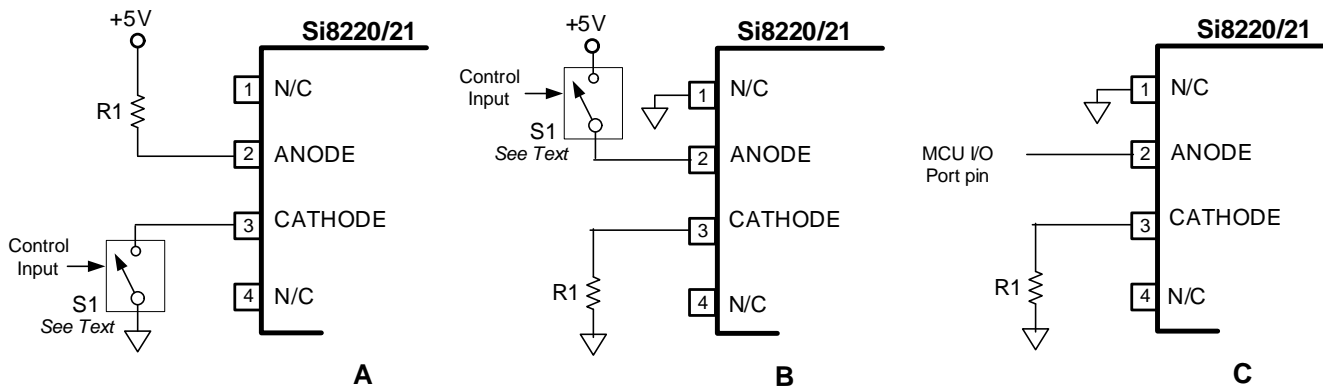 +5V
Si8220/21
1 N/C
R1
2 ANODE
3 CATHODE
Control
Input
S1
See Text
4 N/C
A
+5V
Si8220/21
Control
Input
1 N/C
S1
See Text
2 ANODE
3 CATHODE
R1
4 N/C
B
Si8220/21
1 N/C
MCU I/O
Port pin
2 ANODE
3 CATHODE
R1
4 N/C
C